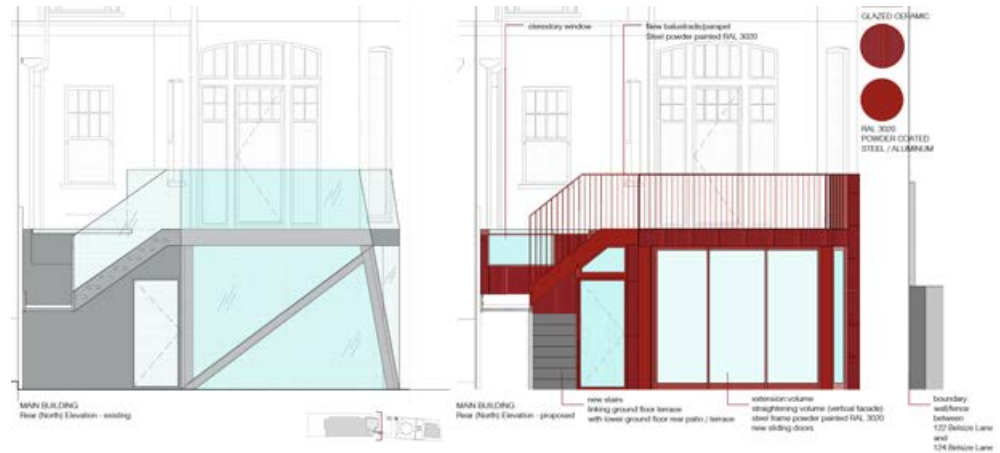 clerestory window
New balustrade/parapet
Steel powder painted RAL 3020
GLAZED CERAMIC
RAL 3020
POWDER COATED
STEEL / ALUMINUM
MAIN BUILDING
Rear (North) Elevation - existing
MAIN BUILDING
Rear (North) Elevation - proposed
new stairs
linking ground floor terrace
with lower ground floor rear patio / terrace
extension volume
straightening volume (vertical facade)
steel frame powder painted RAL 3020
new sliding doors
boundary
wall/fence
between
122 Belsize Lane
and
124 Belsize Lane